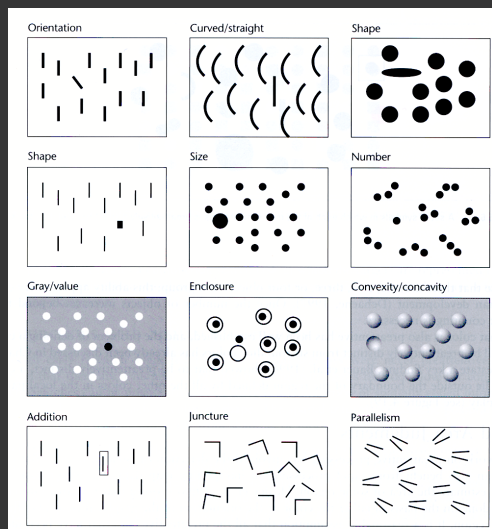 Orientation
Curved/straight
Shape
Shape
Size
Number
Gray/value
Enclosure
Convexity/concavity
Addition
Juncture
Parallelism